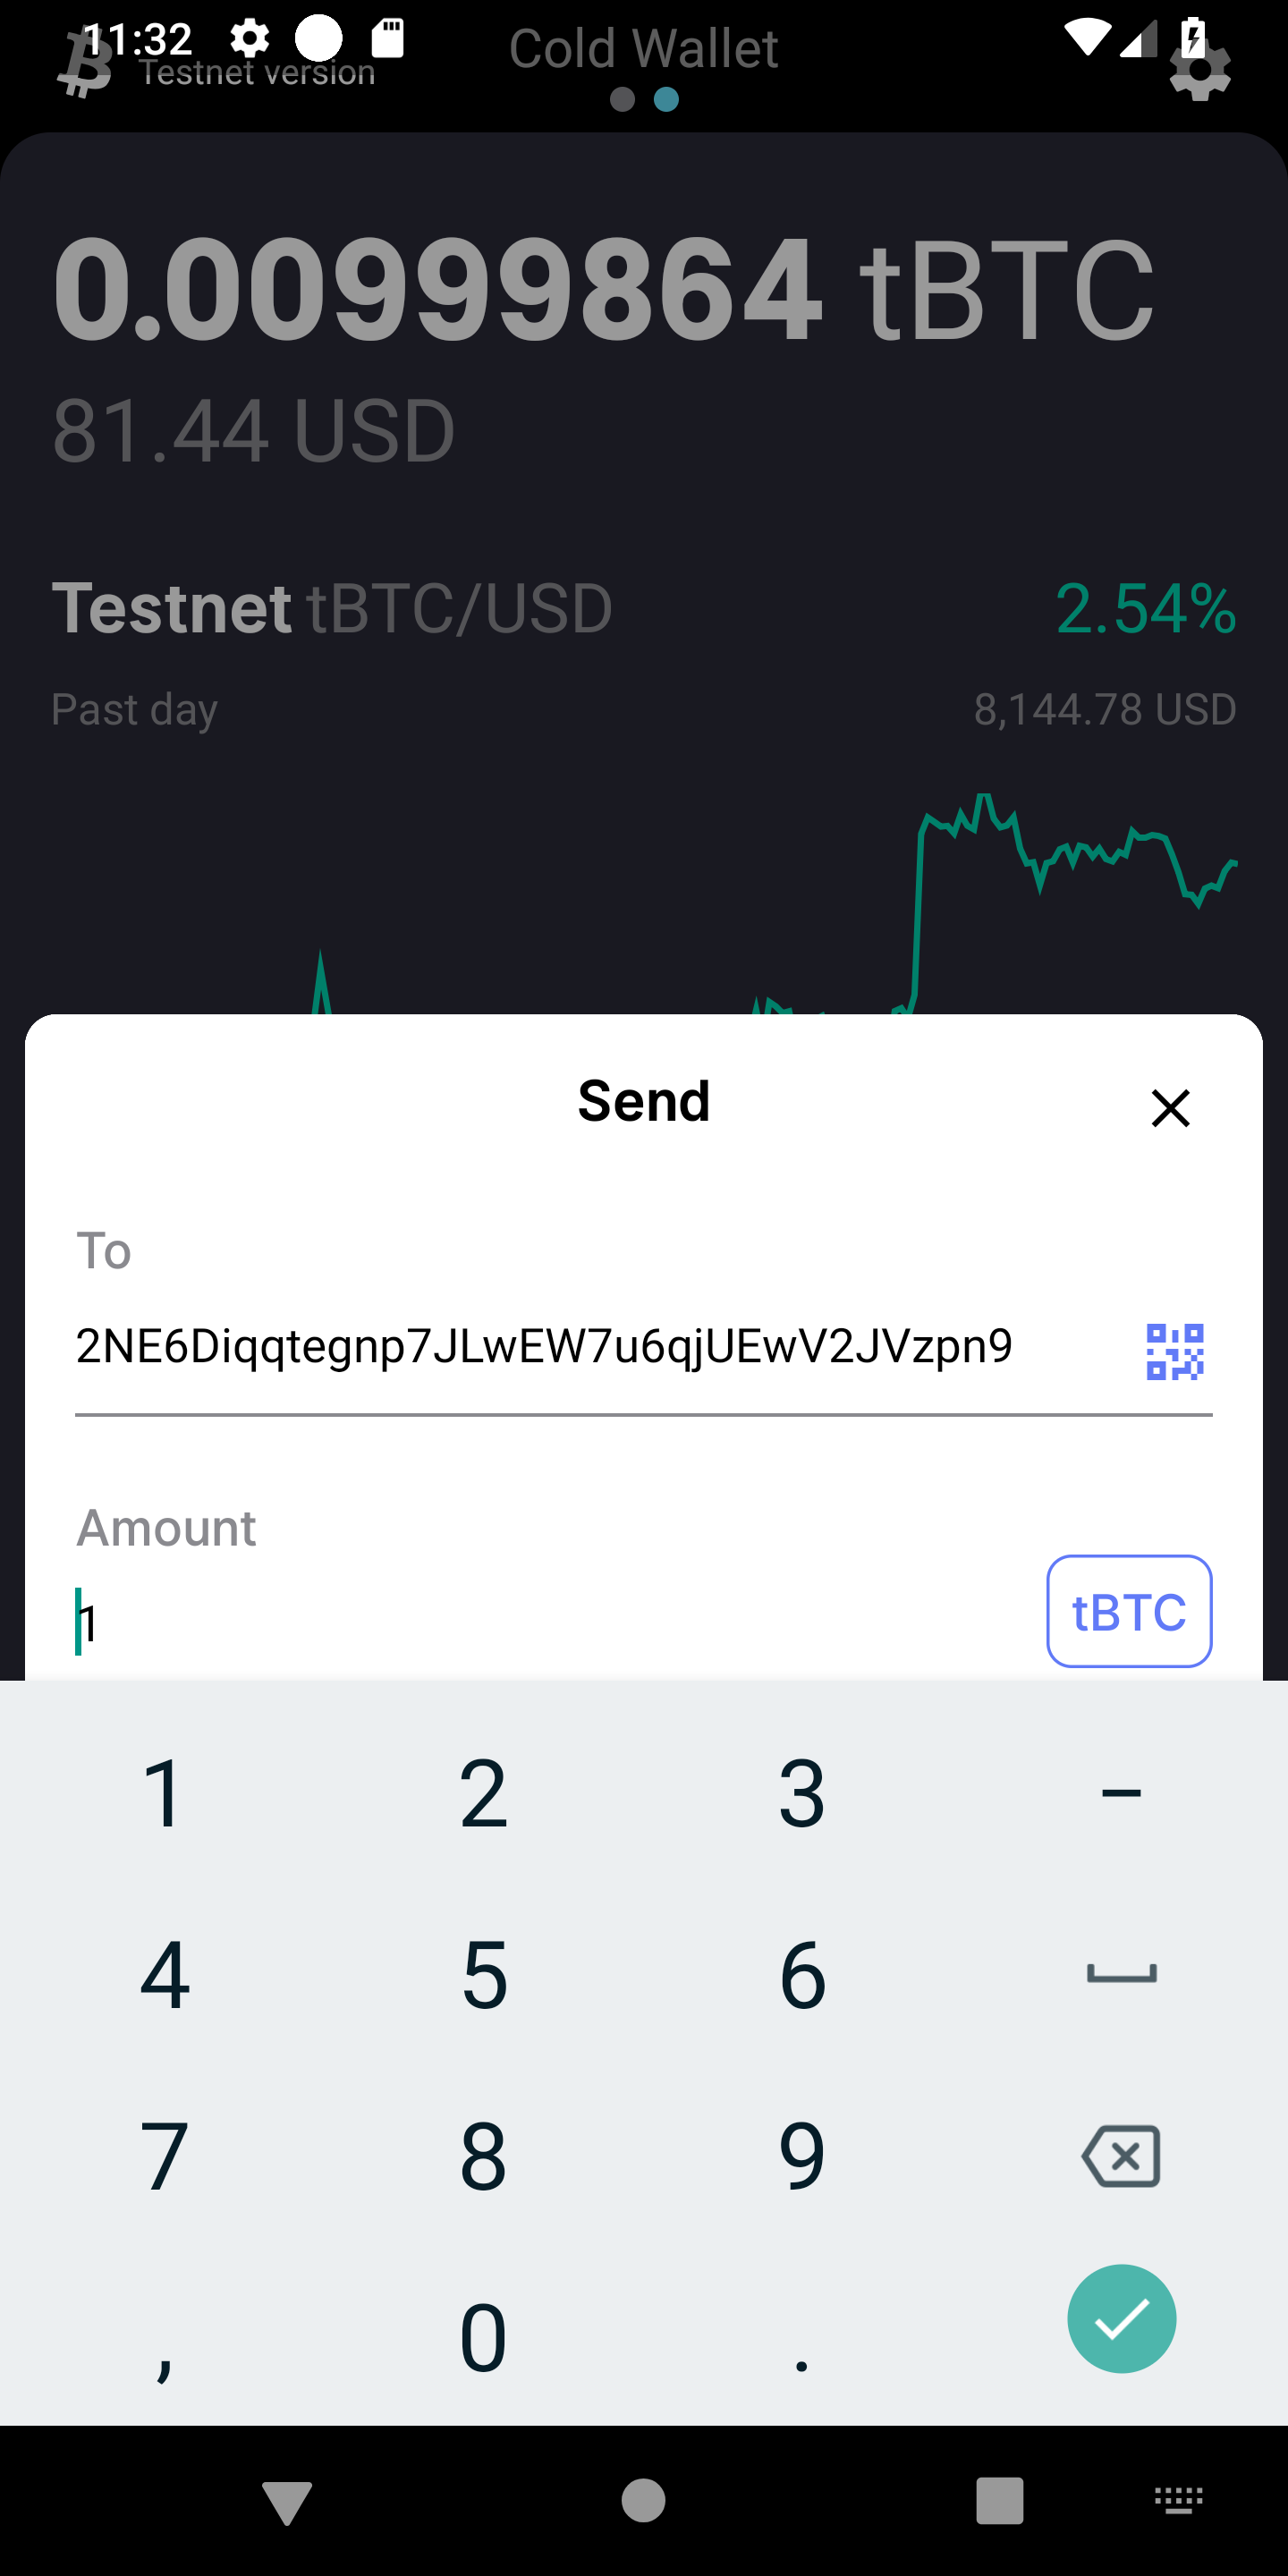 11:32
Testnet version
Cold Wallet
0.00999864 tBTC
81.44 USD
Testnet tBTC/USD 2.54%
Past day 8,144.78 USD
Send
To
2NE6Diqqtegnp7JLwEW7u6qjUEwV2JVzpn9
Amount
1 tBTC
1 2 3 −
4 5 6
7 8 9
, 0 .